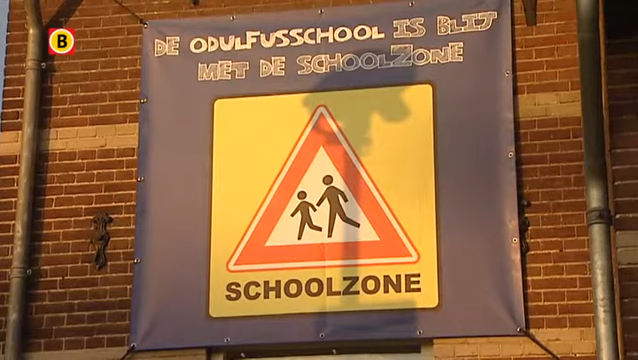 B
DE ODULFUSSCHOOL IS BLIJ
MET DE SCHOOLZONE
SCHOOLZONE